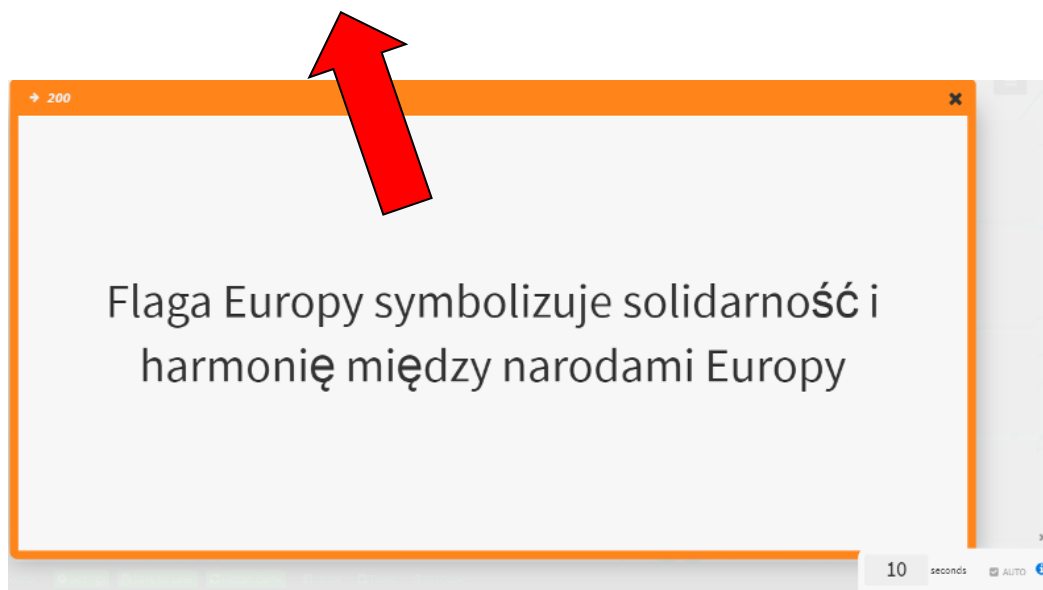 → 200
Flaga Europy symbolizuje solidarność i
harmonię między narodami Europy
10 seconds AUTO